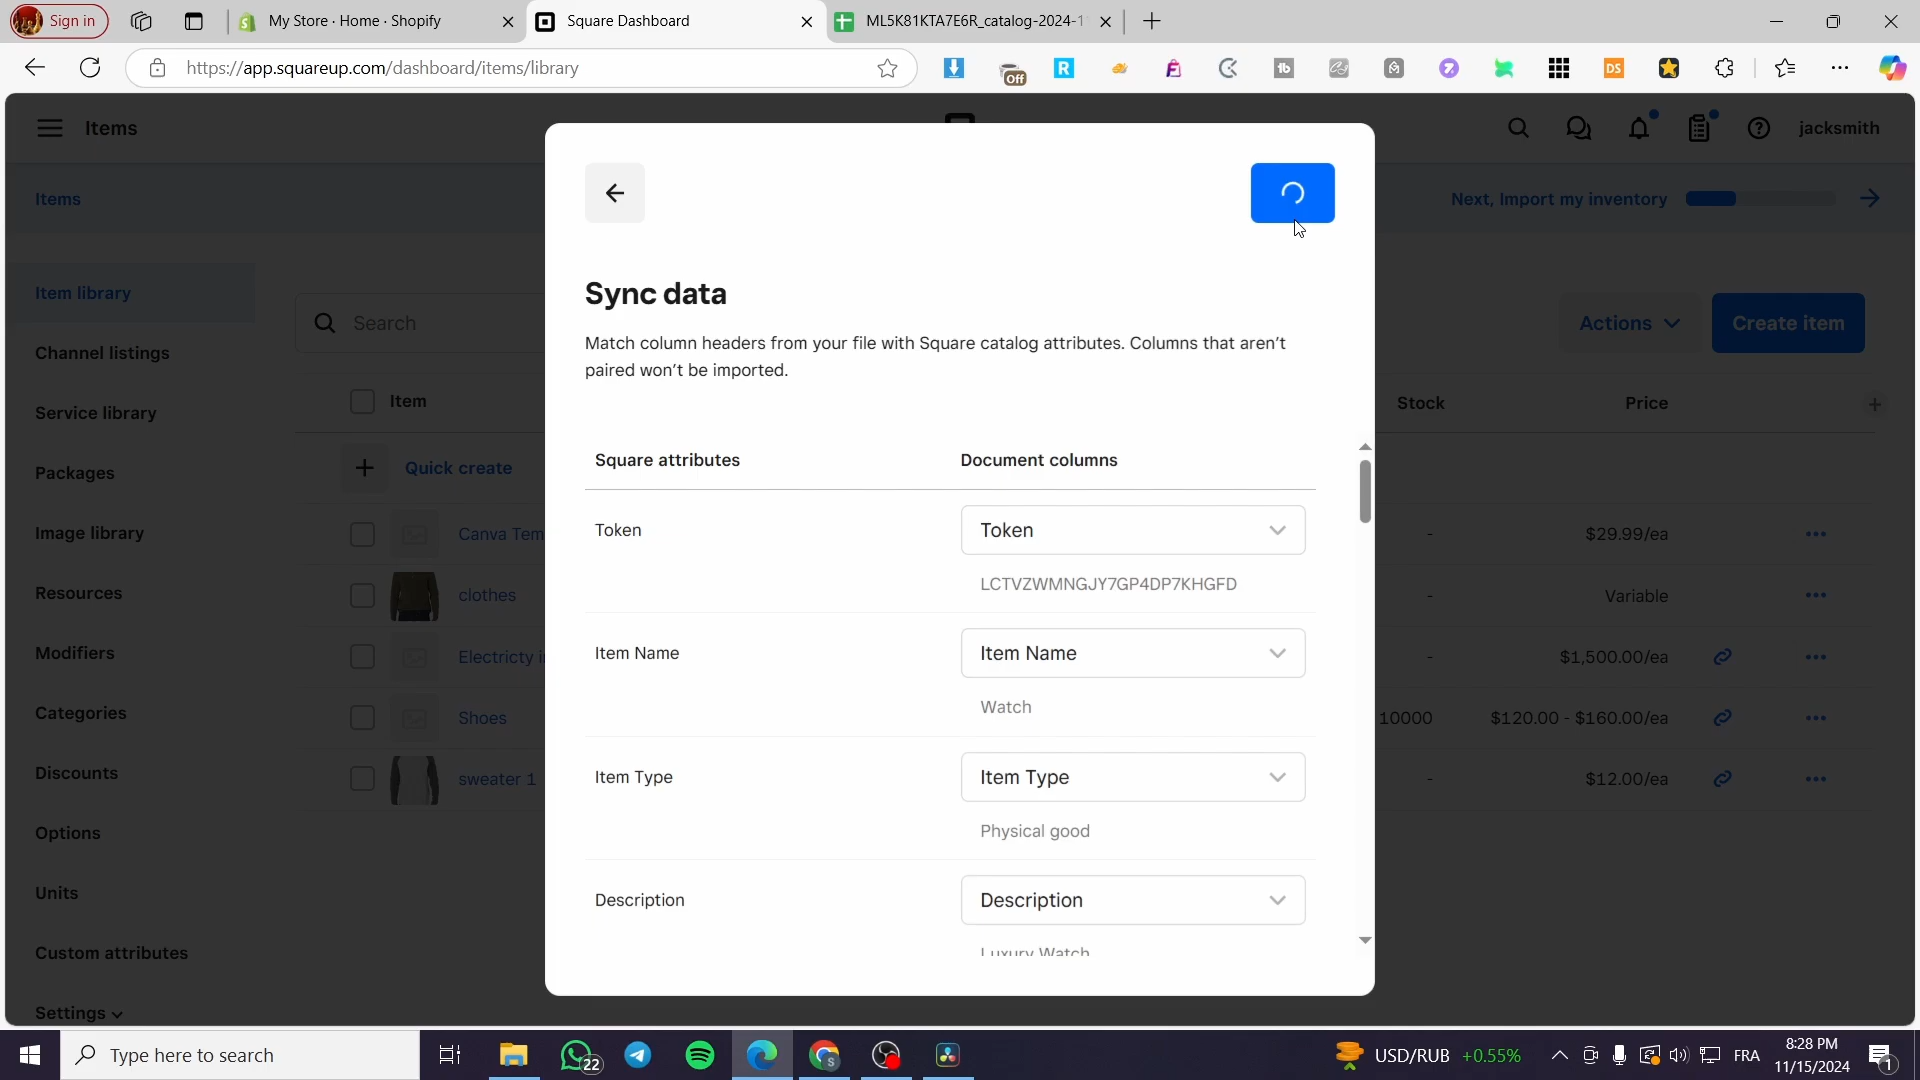 Sign in
My Store · Home · Shopify
Square Dashboard
ML5K81KTA7E6R_catalog-2024-1
https://app.squareup.com/dashboard/items/library
Off
DS
Items
jacksmith
Items
Next, Import my inventory
Item library
Channel listings
Service library
Packages
Image library
Resources
Modifiers
Categories
Discounts
Options
Units
Custom attributes
Settings
Search
Actions
Create item
Item
Stock
Price
Quick create
Canva Tem
-
$29.99/ea
clothes
-
Variable
Electricty i
-
$1,500.00/ea
Shoes
10000
$120.00 - $160.00/ea
sweater 1
-
$12.00/ea
Sync data
Match column headers from your file with Square catalog attributes. Columns that aren't
paired won't be imported.
Square attributes
Document columns
Token
Token
LCTVZWMNGJY7GP4DP7KHGFD
Item Name
Item Name
Watch
Item Type
Item Type
Physical good
Description
Description
Luxury Watch
Type here to search
22
USD/RUB +0.55%
FRA
8:28 PM
11/15/2024
1